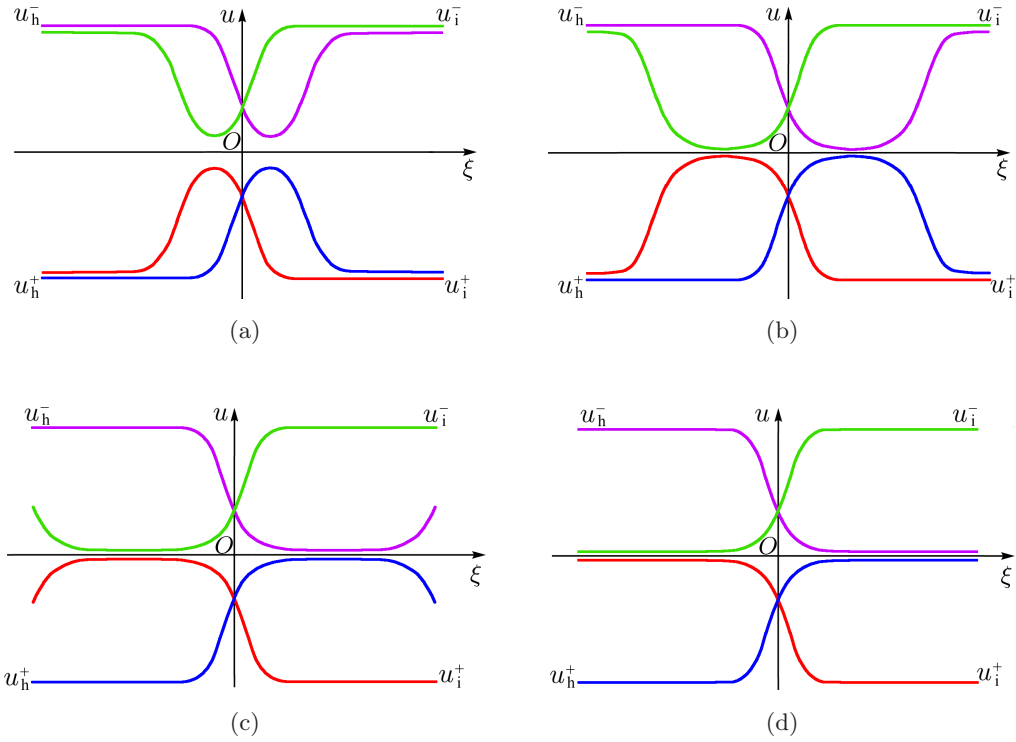 u_h^- u u_i^-
O
ξ
u_h^+ u_i^+
(a)
u_h^- u u_i^-
O
ξ
u_h^+ u_i^+
(b)
u_h^- u u_i^-
O
ξ
u_h^+ u_i^+
(c)
u_h^- u u_i^-
O
ξ
u_h^+ u_i^+
(d)